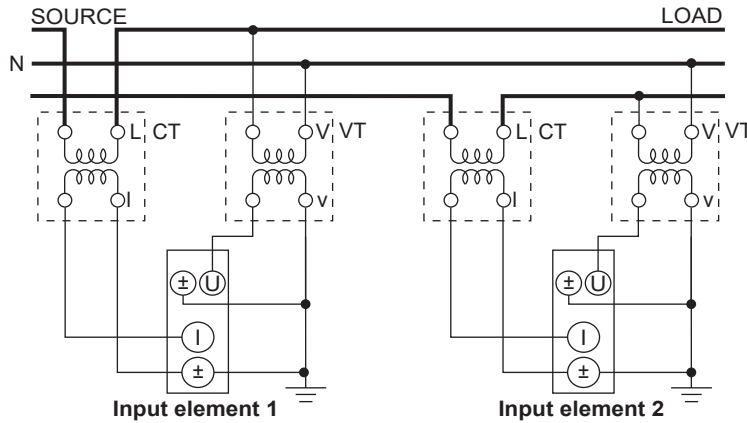 SOURCE LOAD
N
L CT V VT L CT V VT
l v l v
± U ± U
I I
± ±
Input element 1 Input element 2